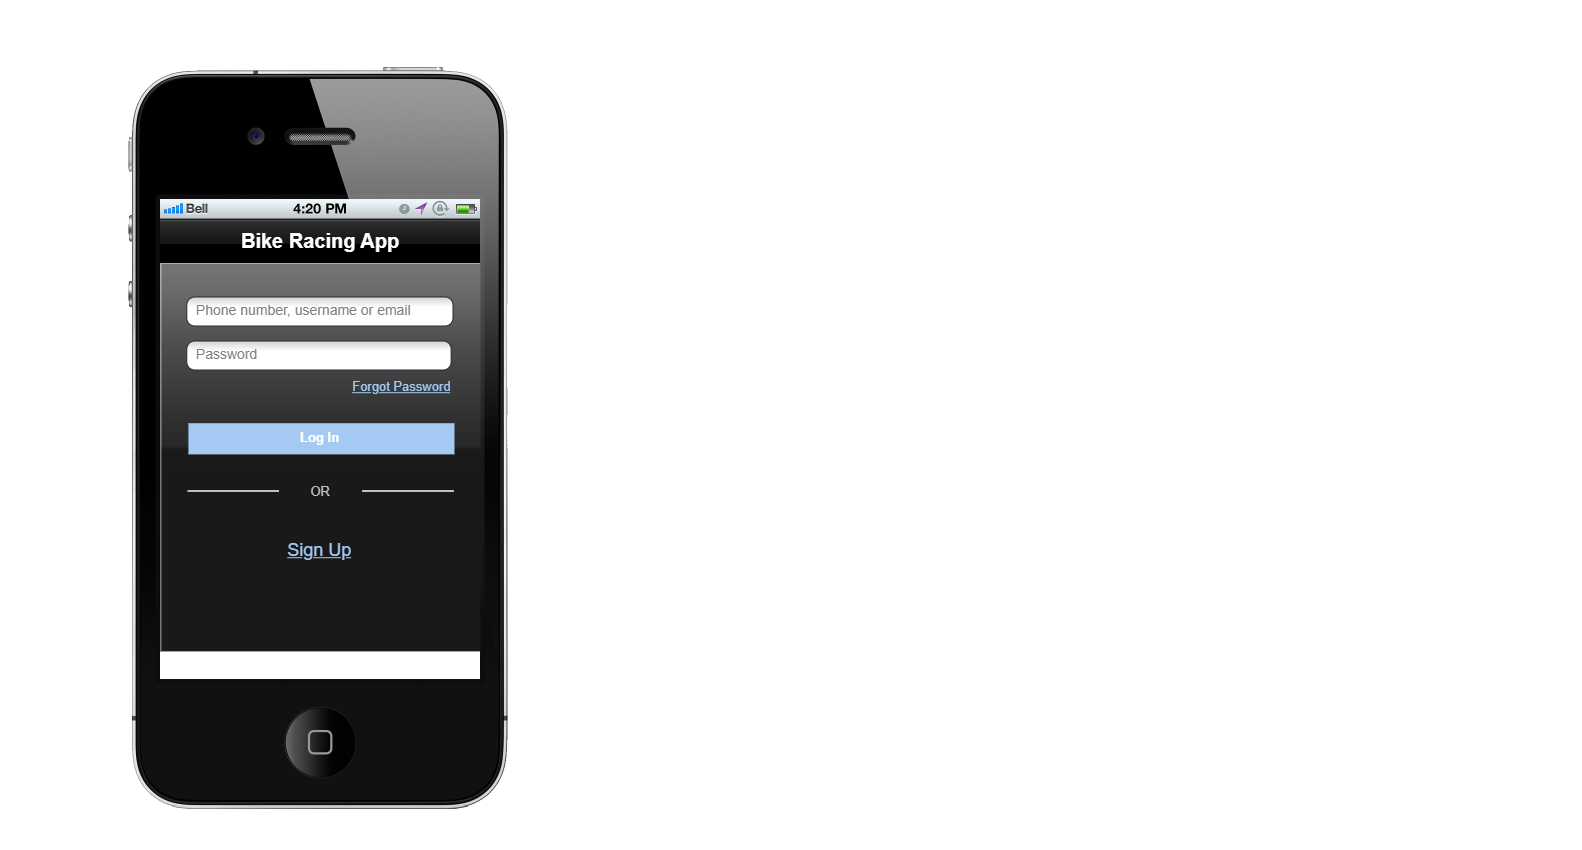 Bell 4:20 PM
Bike Racing App
Phone number, username or email
Password
Forgot Password
Log In
OR
Sign Up